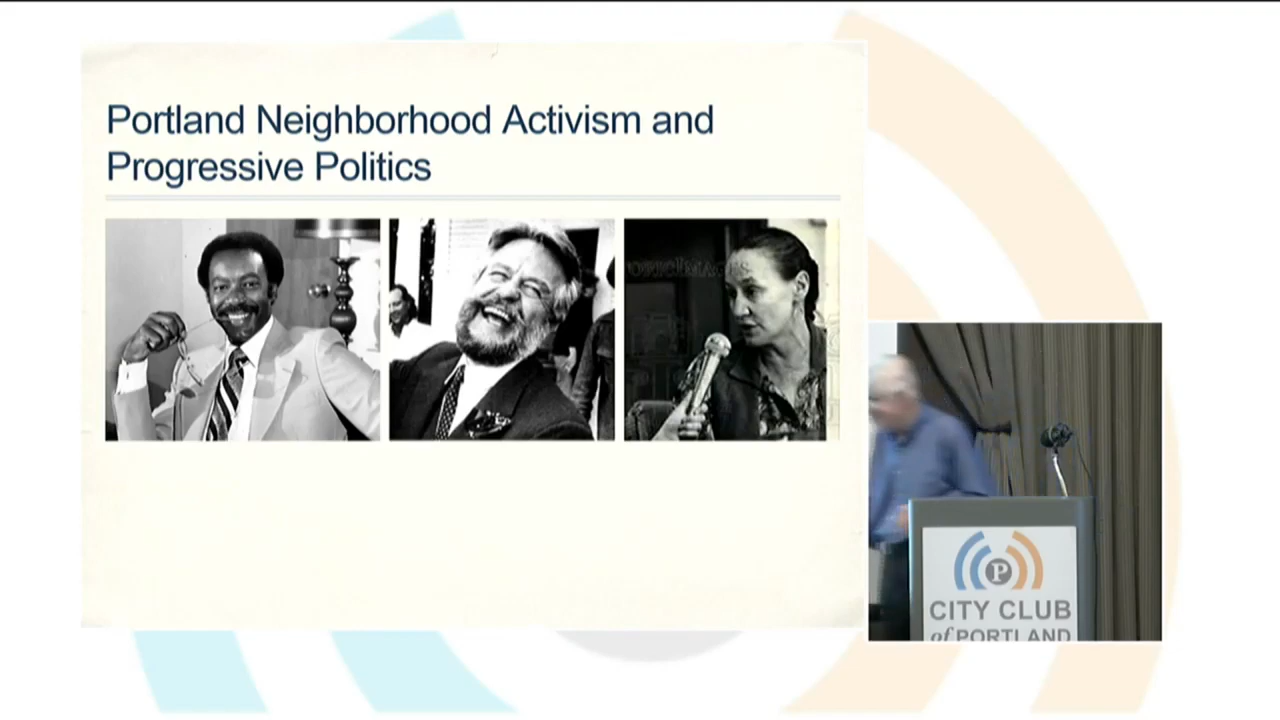 Portland Neighborhood Activism and
Progressive Politics
P
CITY CLUB
of PORTLAND